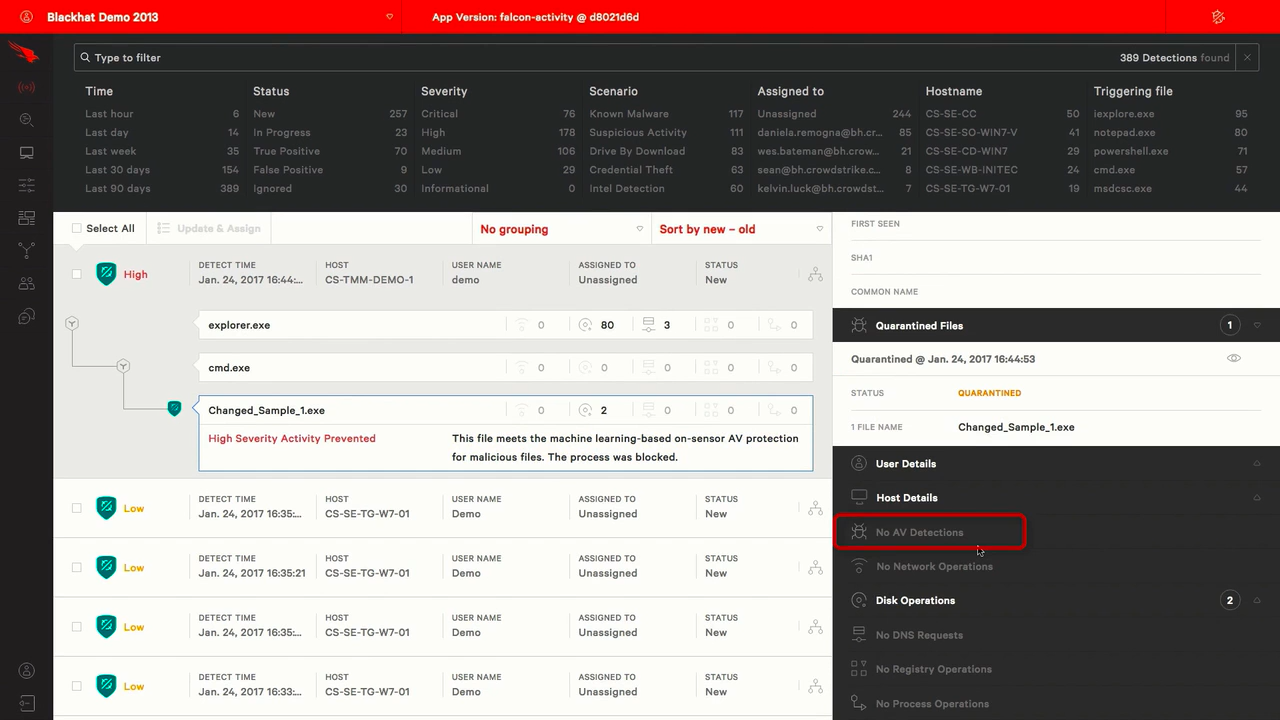 Blackhat Demo 2013
App Version: falcon-activity @ d8021d6d
Type to filter
389 Detections found
Time Status Severity Scenario Assigned to Hostname Triggering file
Last hour 6 New 257 Critical 76 Known Malware 117 Unassigned 244 CS-SE-CC 50 iexplore.exe 95
Last day 14 In Progress 23 High 178 Suspicious Activity 111 daniela.remogna@bh.cr... 85 CS-SE-SO-WIN7-V 41 notepad.exe 80
Last week 35 True Positive 70 Medium 106 Drive By Download 83 wes.bateman@bh.crow... 21 CS-SE-CD-WIN7 29 powershell.exe 71
Last 30 days 154 False Positive 9 Low 29 Credential Theft 63 sean@bh.crowdstrike.c... 8 CS-SE-WB-INITEC 24 cmd.exe 57
Last 90 days 389 Ignored 30 Informational 0 Intel Detection 60 kelvin.luck@bh.crowdst... 7 CS-SE-TG-W7-01 19 msdcsc.exe 44
Select All Update & Assign No grouping Sort by new – old
High
DETECT TIME HOST USER NAME ASSIGNED TO STATUS
Jan. 24, 2017 16:44:... CS-TMM-DEMO-1 demo Unassigned New
explorer.exe 0 80 3 0 0
cmd.exe 0 0 0 0 0
Changed_Sample_1.exe 0 2 0 0 0
High Severity Activity Prevented
This file meets the machine learning-based on-sensor AV protection
for malicious files. The process was blocked.
Low
DETECT TIME HOST USER NAME ASSIGNED TO STATUS
Jan. 24, 2017 16:35:... CS-SE-TG-W7-01 Demo Unassigned New
Low
DETECT TIME HOST USER NAME ASSIGNED TO STATUS
Jan. 24, 2017 16:35:21 CS-SE-TG-W7-01 Demo Unassigned New
Low
DETECT TIME HOST USER NAME ASSIGNED TO STATUS
Jan. 24, 2017 16:35:... CS-SE-TG-W7-01 Demo Unassigned New
Low
DETECT TIME HOST USER NAME ASSIGNED TO STATUS
Jan. 24, 2017 16:33:... CS-SE-TG-W7-01 Demo Unassigned New
FIRST SEEN
SHA1
COMMON NAME
Quarantined Files 1
Quarantined @ Jan. 24, 2017 16:44:53
STATUS QUARANTINED
1 FILE NAME Changed_Sample_1.exe
User Details
Host Details
No AV Detections
No Network Operations
Disk Operations 2
No DNS Requests
No Registry Operations
No Process Operations